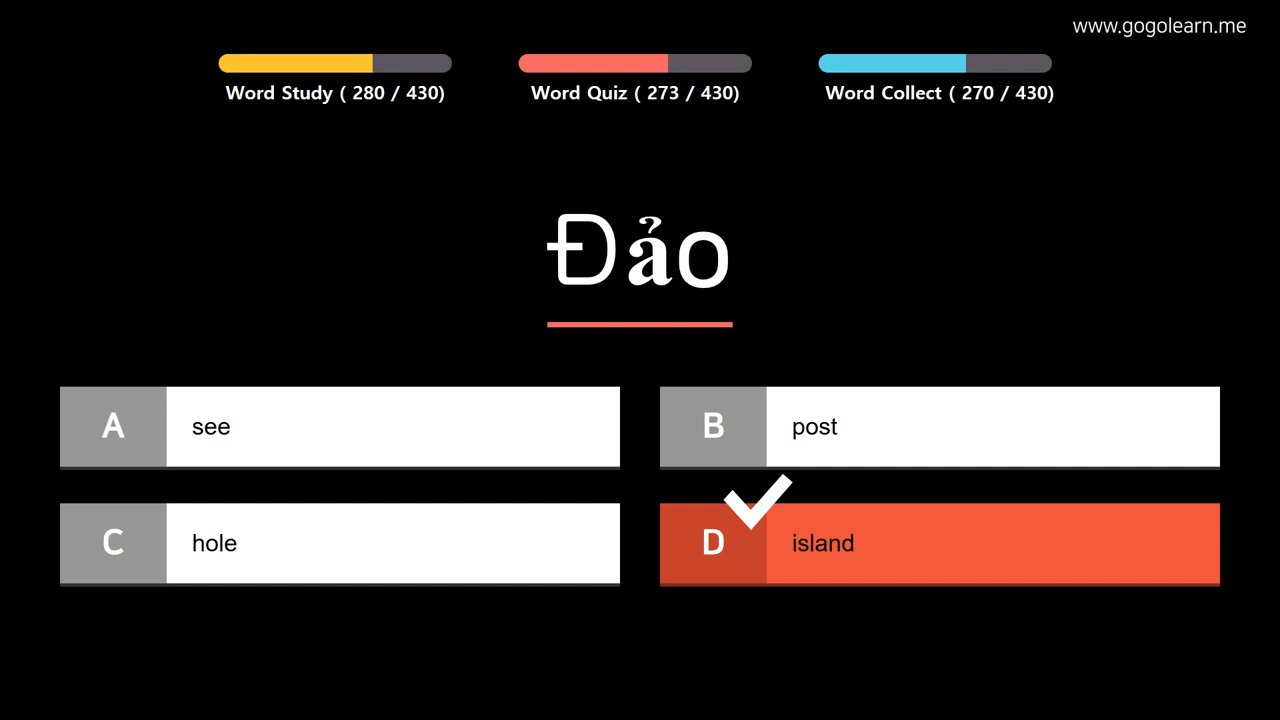 www.gogolearn.me
Word Study ( 280 / 430)
Word Quiz ( 273 / 430)
Word Collect ( 270 / 430)
Đảo
A see
B post
C hole
D island